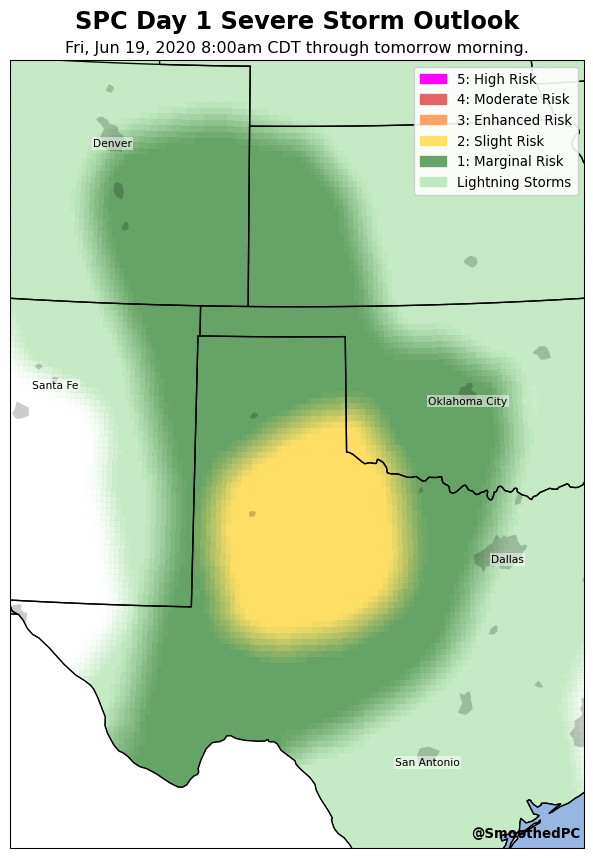 SPC Day 1 Severe Storm Outlook
Fri, Jun 19, 2020 8:00am CDT through tomorrow morning.
5: High Risk
4: Moderate Risk
3: Enhanced Risk
2: Slight Risk
1: Marginal Risk
Lightning Storms
Denver
Santa Fe
Oklahoma City
Dallas
San Antonio
@SmoothedPC